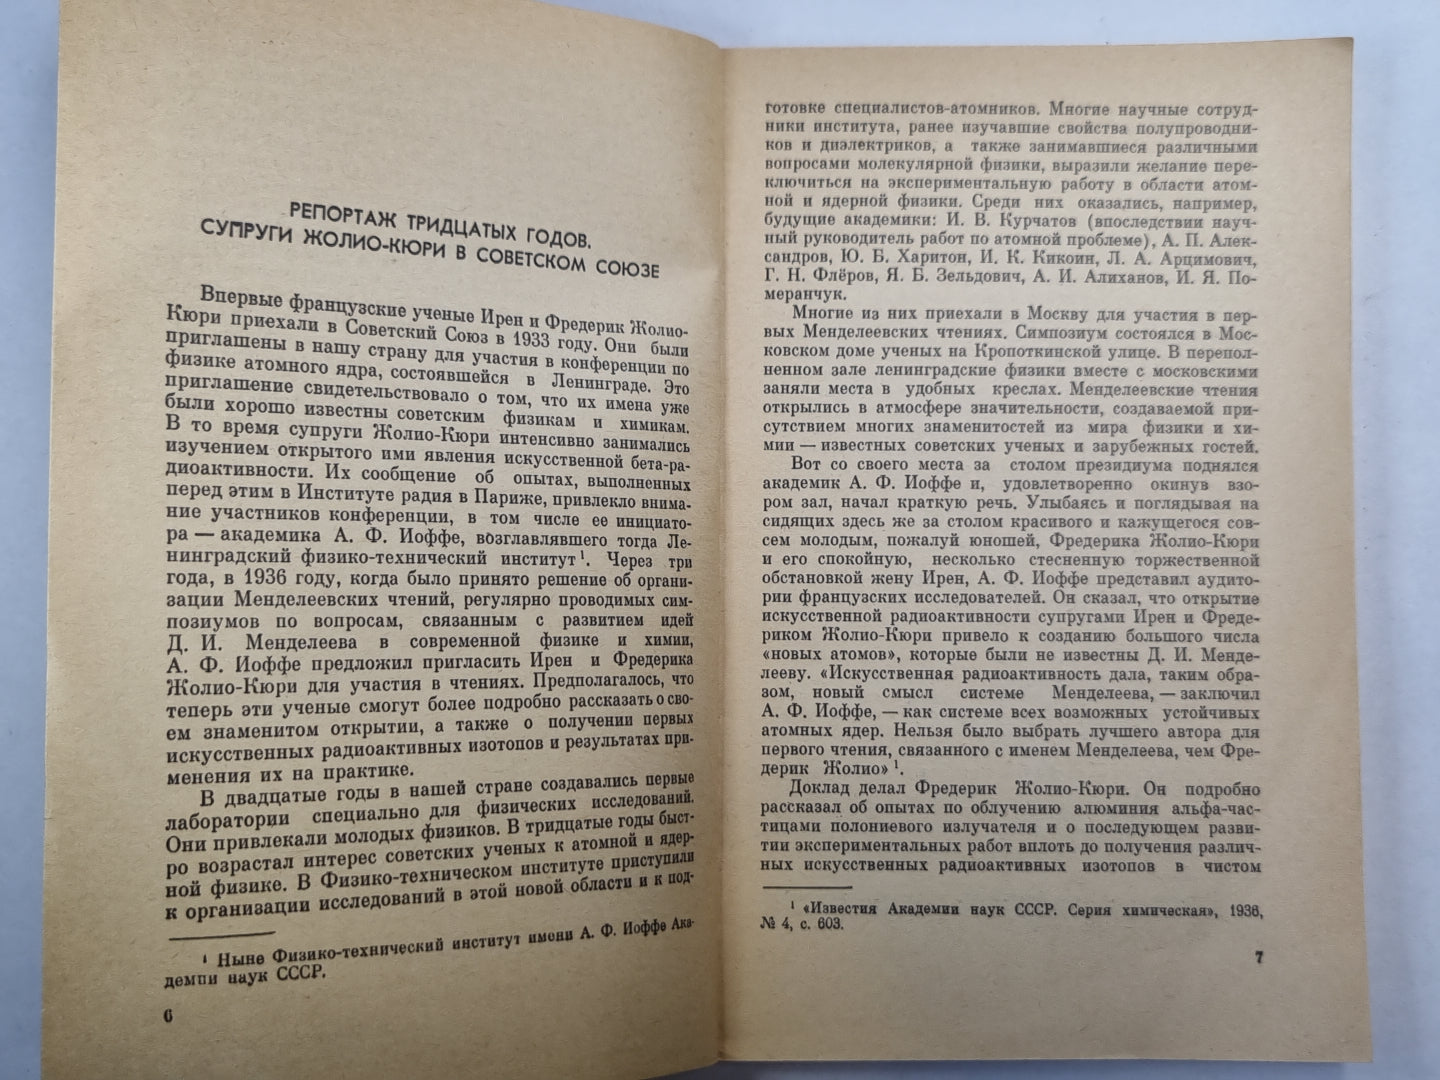 РЕПОРТАЖ ТРИДЦАТЫХ ГОДОВ.
СУПРУГИ ЖОЛИО-КЮРИ В СОВЕТСКОМ СОЮЗЕ
Впервые французские ученые Ирен и Фредерик Жолио-
Кюри приехали в Советский Союз в 1933 году. Они были
приглашены в нашу страну для участия в конференции по
физике атомного ядра, состоявшейся в Ленинграде. Это
приглашение свидетельствовало о том, что их имена уже
были хорошо известны советским физикам и химикам.
В то время супруги Жолио-Кюри интенсивно занимались
изучением открытого ими явления искусственной бета-ра-
диоактивности. Их сообщение об опытах, выполненных
перед этим в Институте радия в Париже, привлекло внима-
ние участников конференции, в том числе ее инициато-
ра — академика А. Ф. Иоффе, возглавлявшего тогда Ле-
нинградский физико-технический институт¹. Через три
года, в 1936 году, когда было принято решение об органи-
зации Менделеевских чтений, регулярно проводимых сим-
позиумов по вопросам, связанным с развитием идей
Д. И. Менделеева в современной физике и химии,
А. Ф. Иоффе предложил пригласить Ирен и Фредерика
Жолио-Кюри для участия в чтениях. Предполагалось, что
теперь эти ученые смогут более подробно рассказать о сво-
ем знаменитом открытии, а также о получении первых
искусственных радиоактивных изотопов и результатах при-
менения их на практике.
В двадцатые годы в нашей стране создавались первые
лаборатории специально для физических исследований.
Они привлекали молодых физиков. В тридцатые годы быст-
ро возрастал интерес советских ученых к атомной и ядер-
ной физике. В Физико-техническом институте приступили
к организации исследований в этой новой области и к под-
¹ Ныне Физико-технический институт имени А. Ф. Иоффе Ака-
демии наук СССР.
6
готовке специалистов-атомников. Многие научные сотруд-
ники института, ранее изучавшие свойства полупроводни-
ков и диэлектриков, а также занимавшиеся различными
вопросами молекулярной физики, выразили желание пере-
ключиться на экспериментальную работу в области атом-
ной и ядерной физики. Среди них оказались, например,
будущие академики: И. В. Курчатов (впоследствии науч-
ный руководитель работ по атомной проблеме), А. П. Алек-
сандров, Ю. Б. Харитон, И. К. Кикоин, Л. А. Арцимович,
Г. Н. Флёров, Я. Б. Зельдович, А. И. Алиханов, И. Я. По-
меранчук.
Многие из них приехали в Москву для участия в пер-
вых Менделеевских чтениях. Симпозиум состоялся в Мос-
ковском доме ученых на Кропоткинской улице. В перепол-
ненном зале ленинградские физики вместе с московскими
заняли места в удобных креслах. Менделеевские чтения
открылись в атмосфере значительности, создаваемой при-
сутствием многих знаменитостей из мира физики и хи-
мии — известных советских ученых и зарубежных гостей.
Вот со своего места за столом президиума поднялся
академик А. Ф. Иоффе и, удовлетворенно окинув взо-
ром зал, начал краткую речь. Улыбаясь и поглядывая на
сидящих здесь же за столом красивого и кажущегося сов-
сем молодым, пожалуй юношей, Фредерика Жолио-Кюри
и его спокойную, несколько стесненную торжественной
обстановкой жену Ирен, А. Ф. Иоффе представил аудито-
рии французских исследователей. Он сказал, что открытие
искусственной радиоактивности супругами Ирен и Фреде-
риком Жолио-Кюри привело к созданию большого числа
«новых атомов», которые были не известны Д. И. Менде-
лееву. «Искусственная радиоактивность дала, таким обра-
зом, новый смысл системе Менделеева, — заключил
А. Ф. Иоффе, — как системе всех возможных устойчивых
атомных ядер. Нельзя было выбрать лучшего автора для
первого чтения, связанного с именем Менделеева, чем Фре-
дерик Жолио»¹.
Доклад делал Фредерик Жолио-Кюри. Он подробно
рассказал об опытах по облучению алюминия альфа-час-
тицами полониевого излучателя и о последующем разви-
тии экспериментальных работ вплоть до получения различ-
ных искусственных радиоактивных изотопов в чистом
¹ «Известия Академии наук СССР. Серия химическая», 1936,
№ 4, с. 603.
7